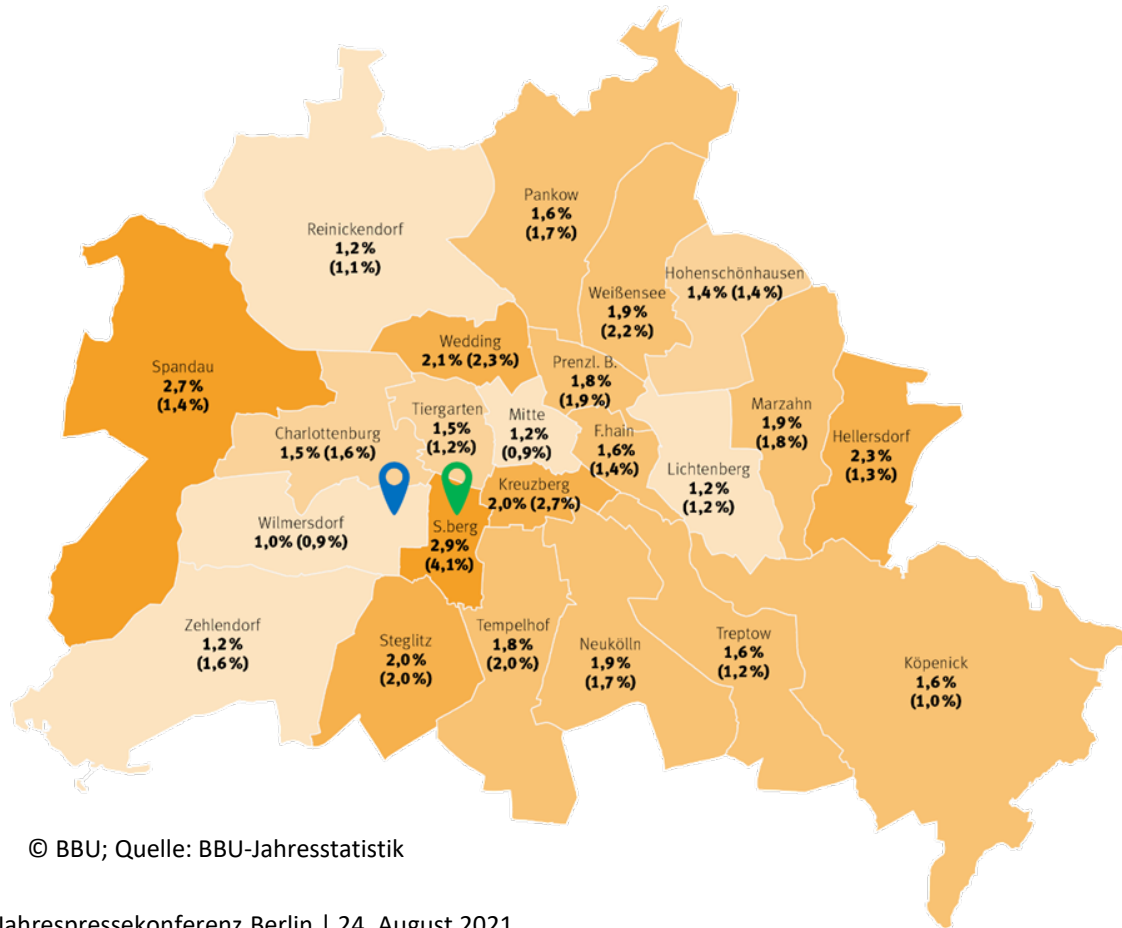 Pankow
1,6%
(1,7%)
Reinickendorf
1,2%
(1,1%)
Hohenschönhausen
1,4% (1,4%)
Weißensee
1,9%
(2,2%)
Wedding
2,1% (2,3%)
Prenzl. B.
1,8%
(1,9%)
Spandau
2,7%
(1,4%)
Tiergarten
1,5%
(1,2%)
Mitte
1,2%
(0,9%)
Marzahn
1,9%
(1,8%)
Charlottenburg
1,5% (1,6%)
F.hain
1,6%
(1,4%)
Hellersdorf
2,3%
(1,3%)
Lichtenberg
1,2%
(1,2%)
Kreuzberg
2,0% (2,7%)
Wilmersdorf
1,0% (0,9%)
S.berg
2,9%
(4,1%)
Zehlendorf
1,2%
(1,6%)
Steglitz
2,0%
(2,0%)
Tempelhof
1,8%
(2,0%)
Neukölln
1,9%
(1,7%)
Treptow
1,6%
(1,2%)
Köpenick
1,6%
(1,0%)
© BBU; Quelle: BBU-Jahresstatistik
Jahrespressekonferenz Berlin | 24. August 2021